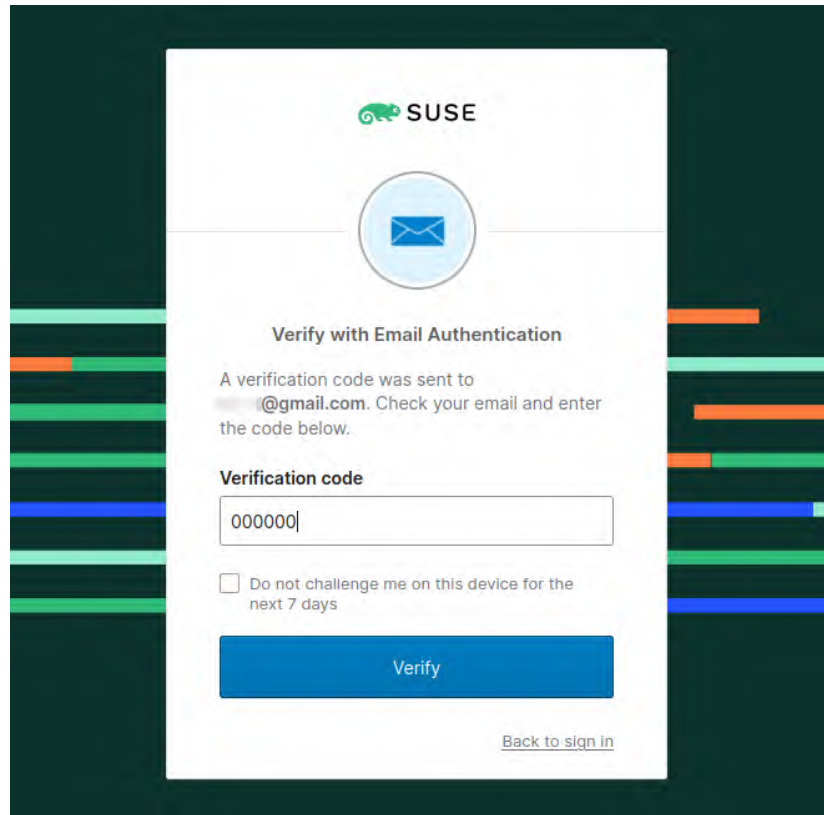 SUSE
Verify with Email Authentication
A verification code was sent to
@gmail.com. Check your email and enter
the code below.
Verification code
000000
Do not challenge me on this device for the
next 7 days
Verify
Back to sign in